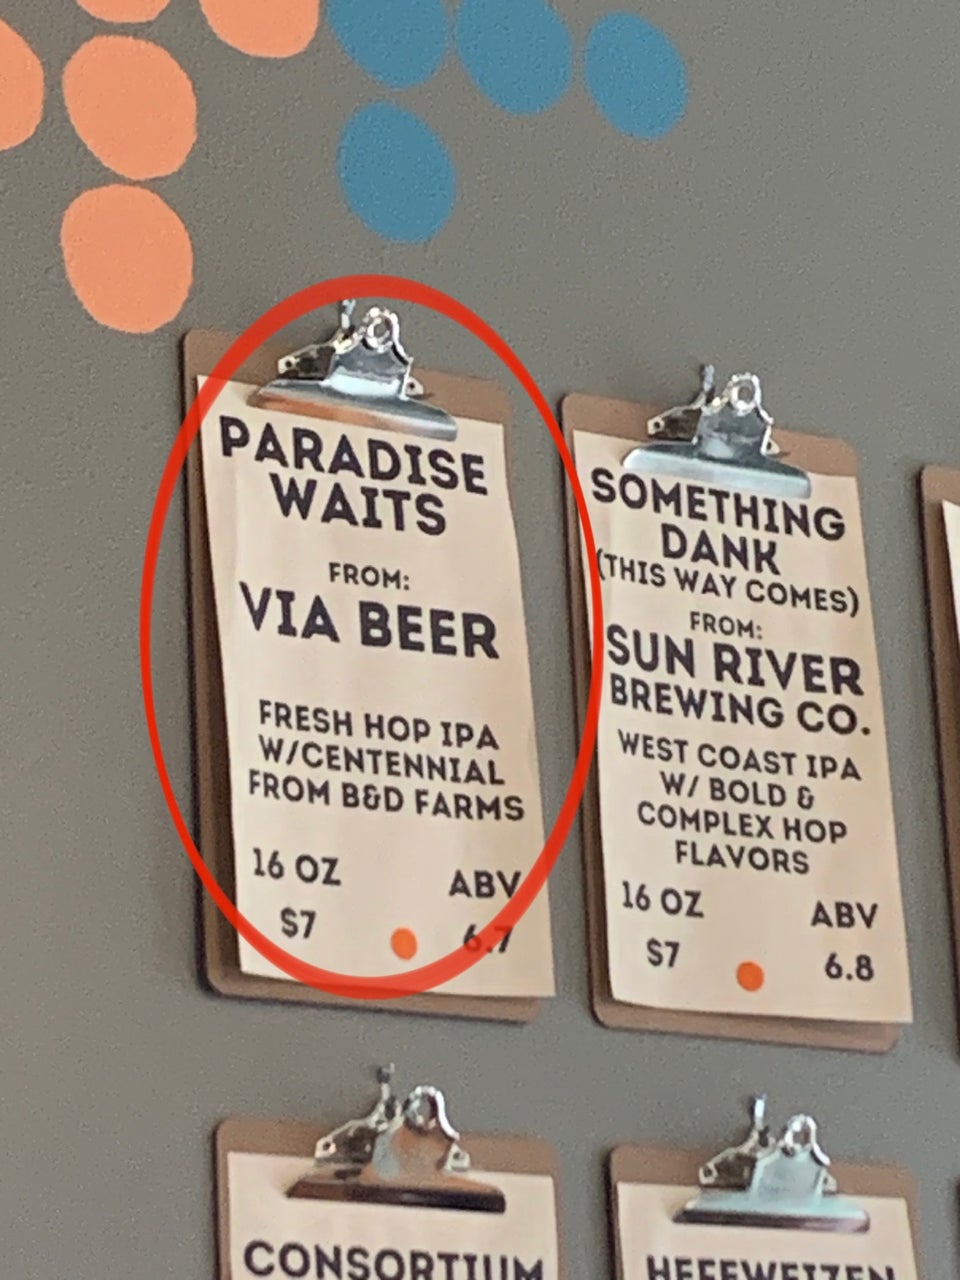 PARADISE
WAITS
FROM:
VIA BEER
FRESH HOP IPA
W/CENTENNIAL
FROM B&D FARMS
16 OZ ABV
$7 6.7
SOMETHING
DANK
(THIS WAY COMES)
FROM:
SUN RIVER
BREWING CO.
WEST COAST IPA
W/ BOLD &
COMPLEX HOP
FLAVORS
16 OZ ABV
$7 6.8
CONSORTIUM
HEFEWEIZEN